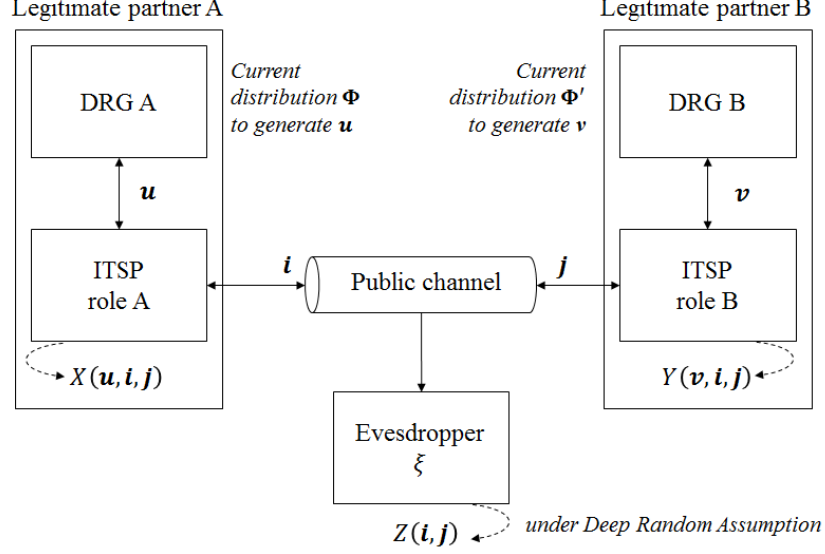 Legitimate partner A
Legitimate partner B
DRG A
Current
distribution Φ
to generate u
Current
distribution Φ'
to generate v
DRG B
u
v
ITSP
role A
i
Public channel
j
ITSP
role B
X(u, i, j)
Y(v, i, j)
Evesdropper
ξ
Z(i, j)
under Deep Random Assumption